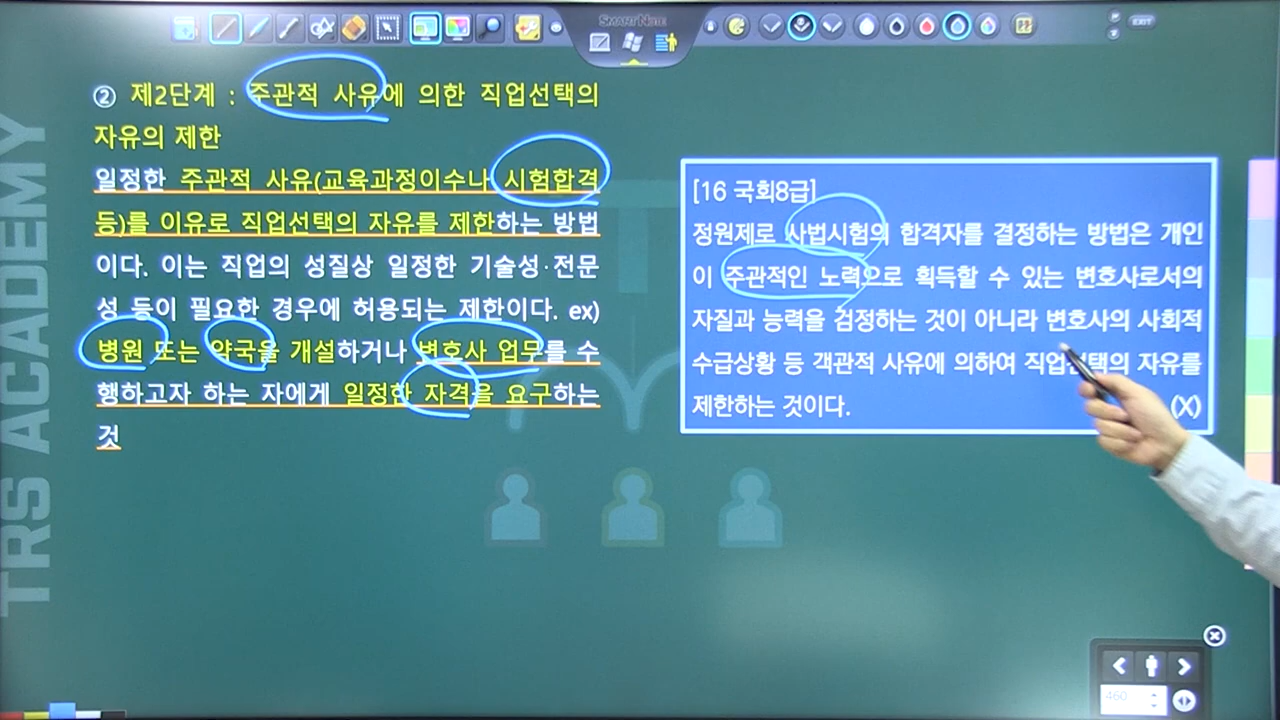 SMART NOTE
EXIT
② 제2단계 : 주관적 사유에 의한 직업선택의
자유의 제한
일정한 주관적 사유(교육과정이수나 시험합격
등)를 이유로 직업선택의 자유를 제한하는 방법
이다. 이는 직업의 성질상 일정한 기술성·전문
성 등이 필요한 경우에 허용되는 제한이다. ex)
병원 또는 약국을 개설하거나 변호사 업무를 수
행하고자 하는 자에게 일정한 자격을 요구하는
것
[16 국회8급]
정원제로 사법시험의 합격자를 결정하는 방법은 개인
이 주관적인 노력으로 획득할 수 있는 변호사로서의
자질과 능력을 검정하는 것이 아니라 변호사의 사회적
수급상황 등 객관적 사유에 의하여 직업선택의 자유를
제한하는 것이다. (X)
TRS ACADEMY
460